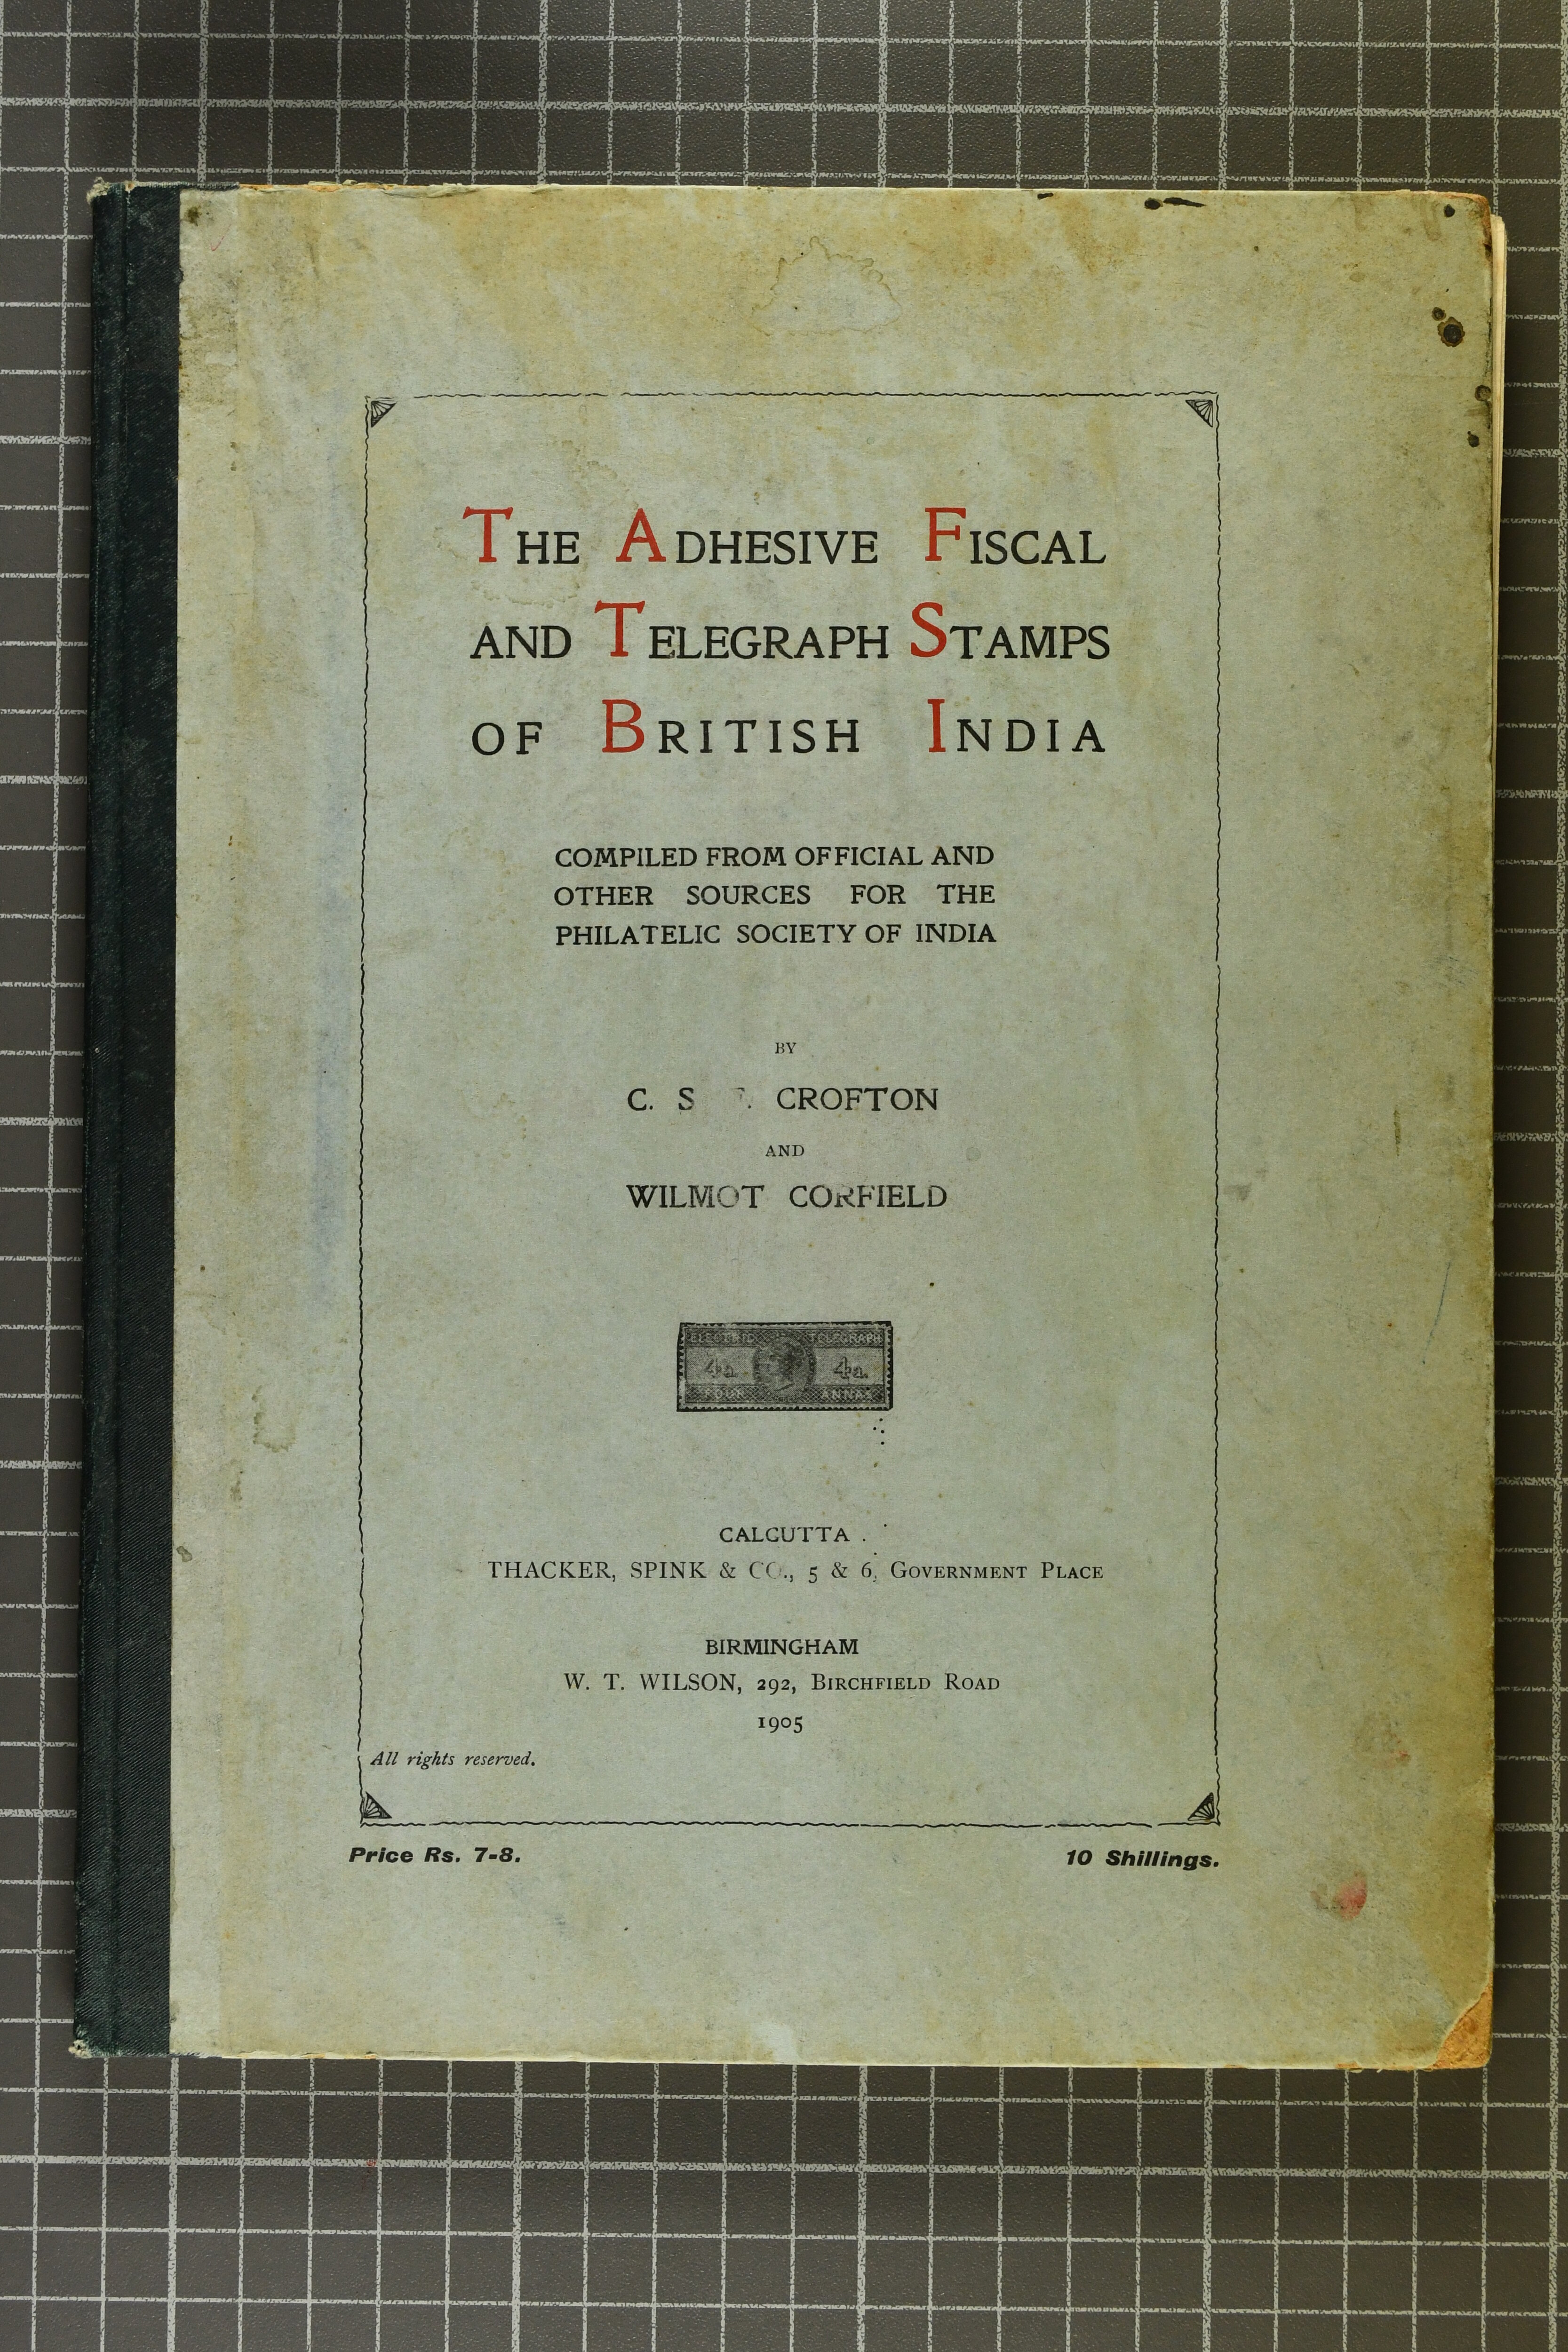 THE ADHESIVE FISCAL
AND TELEGRAPH STAMPS
OF BRITISH INDIA
COMPILED FROM OFFICIAL AND
OTHER SOURCES FOR THE
PHILATELIC SOCIETY OF INDIA
BY
C. S F. CROFTON
AND
WILMOT CORFIELD
ELECTRIC TELEGRAPH
4a. 4a.
FOUR ANNAS
CALCUTTA
THACKER, SPINK & CO., 5 & 6, GOVERNMENT PLACE
BIRMINGHAM
W. T. WILSON, 292, BIRCHFIELD ROAD
1905
All rights reserved.
Price Rs. 7-8.
10 Shillings.